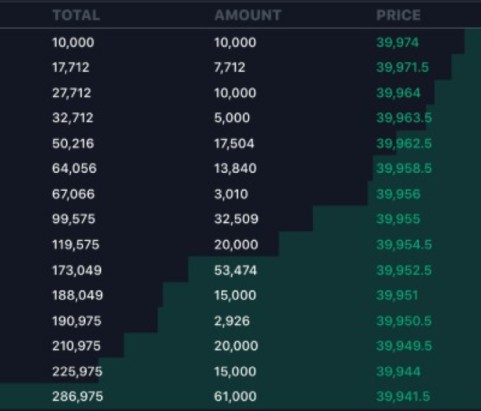 TOTAL AMOUNT PRICE
10,000 10,000 39,974
17,712 7,712 39,971.5
27,712 10,000 39,964
32,712 5,000 39,963.5
50,216 17,504 39,962.5
64,056 13,840 39,958.5
67,066 3,010 39,956
99,575 32,509 39,955
119,575 20,000 39,954.5
173,049 53,474 39,952.5
188,049 15,000 39,951
190,975 2,926 39,950.5
210,975 20,000 39,949.5
225,975 15,000 39,944
286,975 61,000 39,941.5